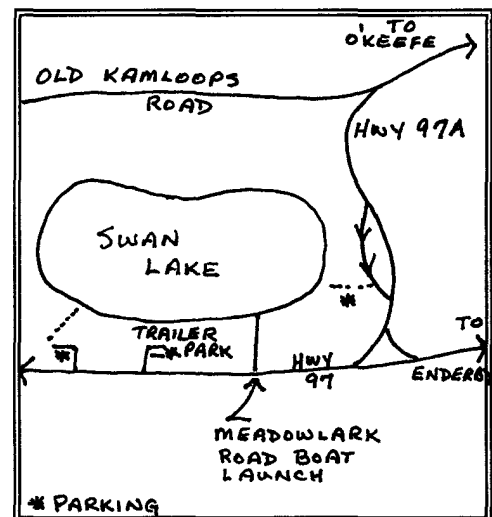 TO
O'KEEFE
OLD KAMLOOPS
ROAD
HWY 97A
SWAN
LAKE
*
TRAILER
* PARK
*
HWY
97
TO
ENDERB
MEADOWLARK
ROAD BOAT
LAUNCH
* PARKING